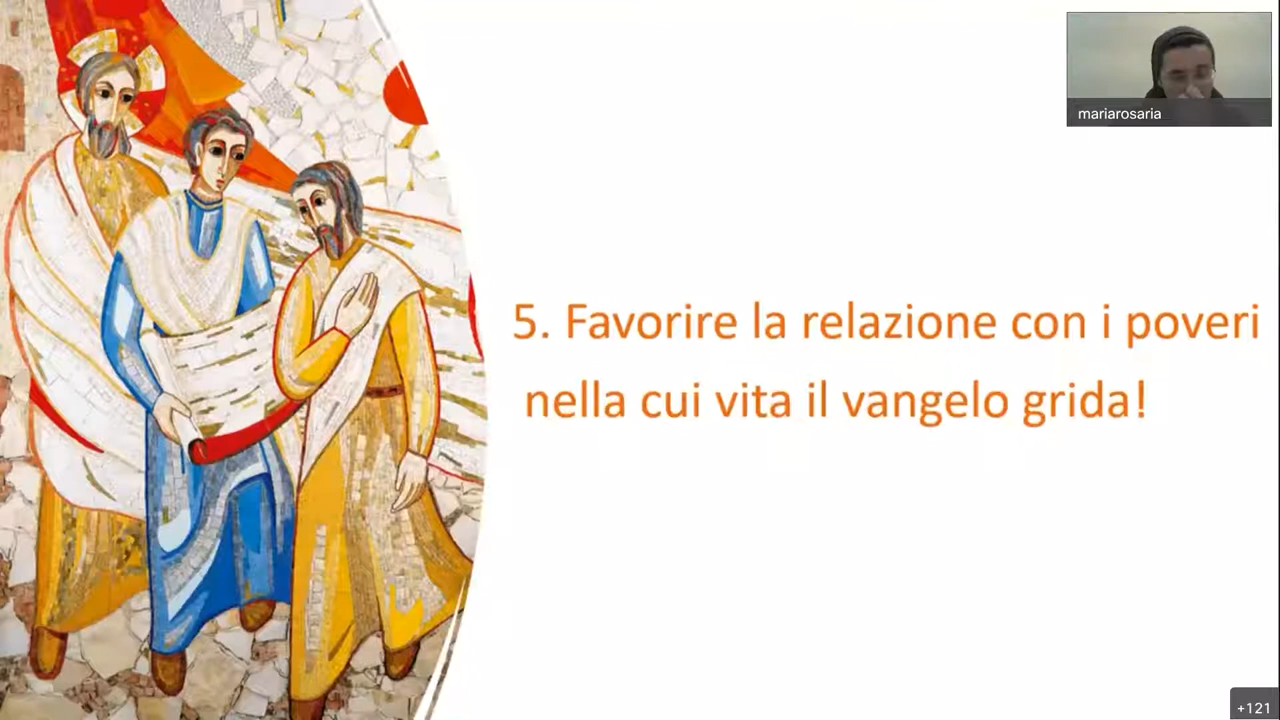 mariarosaria
5. Favorire la relazione con i poveri
nella cui vita il vangelo grida!
+121